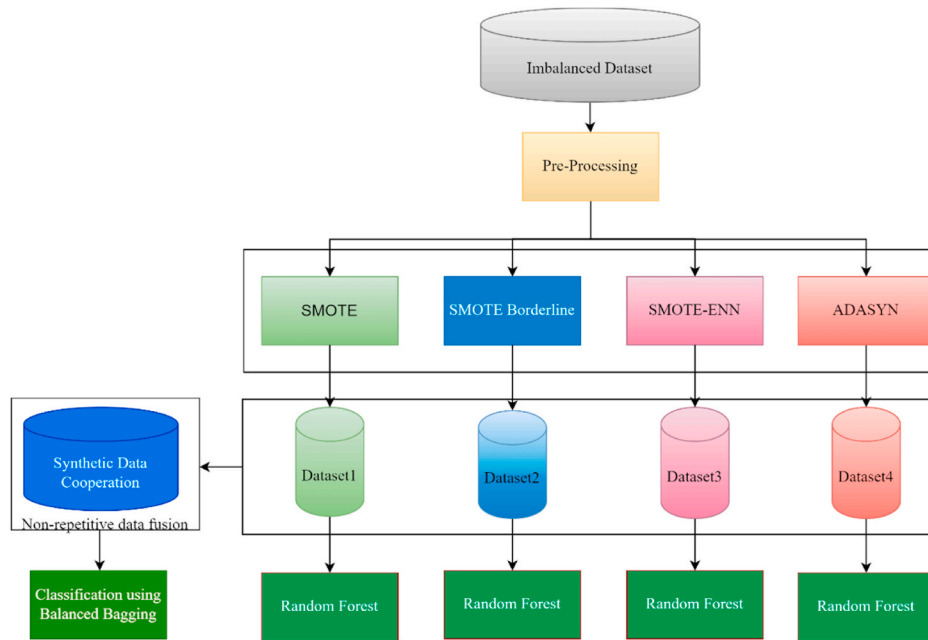 Imbalanced Dataset
Pre-Processing
SMOTE
SMOTE Borderline
SMOTE-ENN
ADASYN
Synthetic Data
Cooperation
Non-repetitive data fusion
Dataset1
Dataset2
Dataset3
Dataset4
Classification using
Balanced Bagging
Random Forest
Random Forest
Random Forest
Random Forest